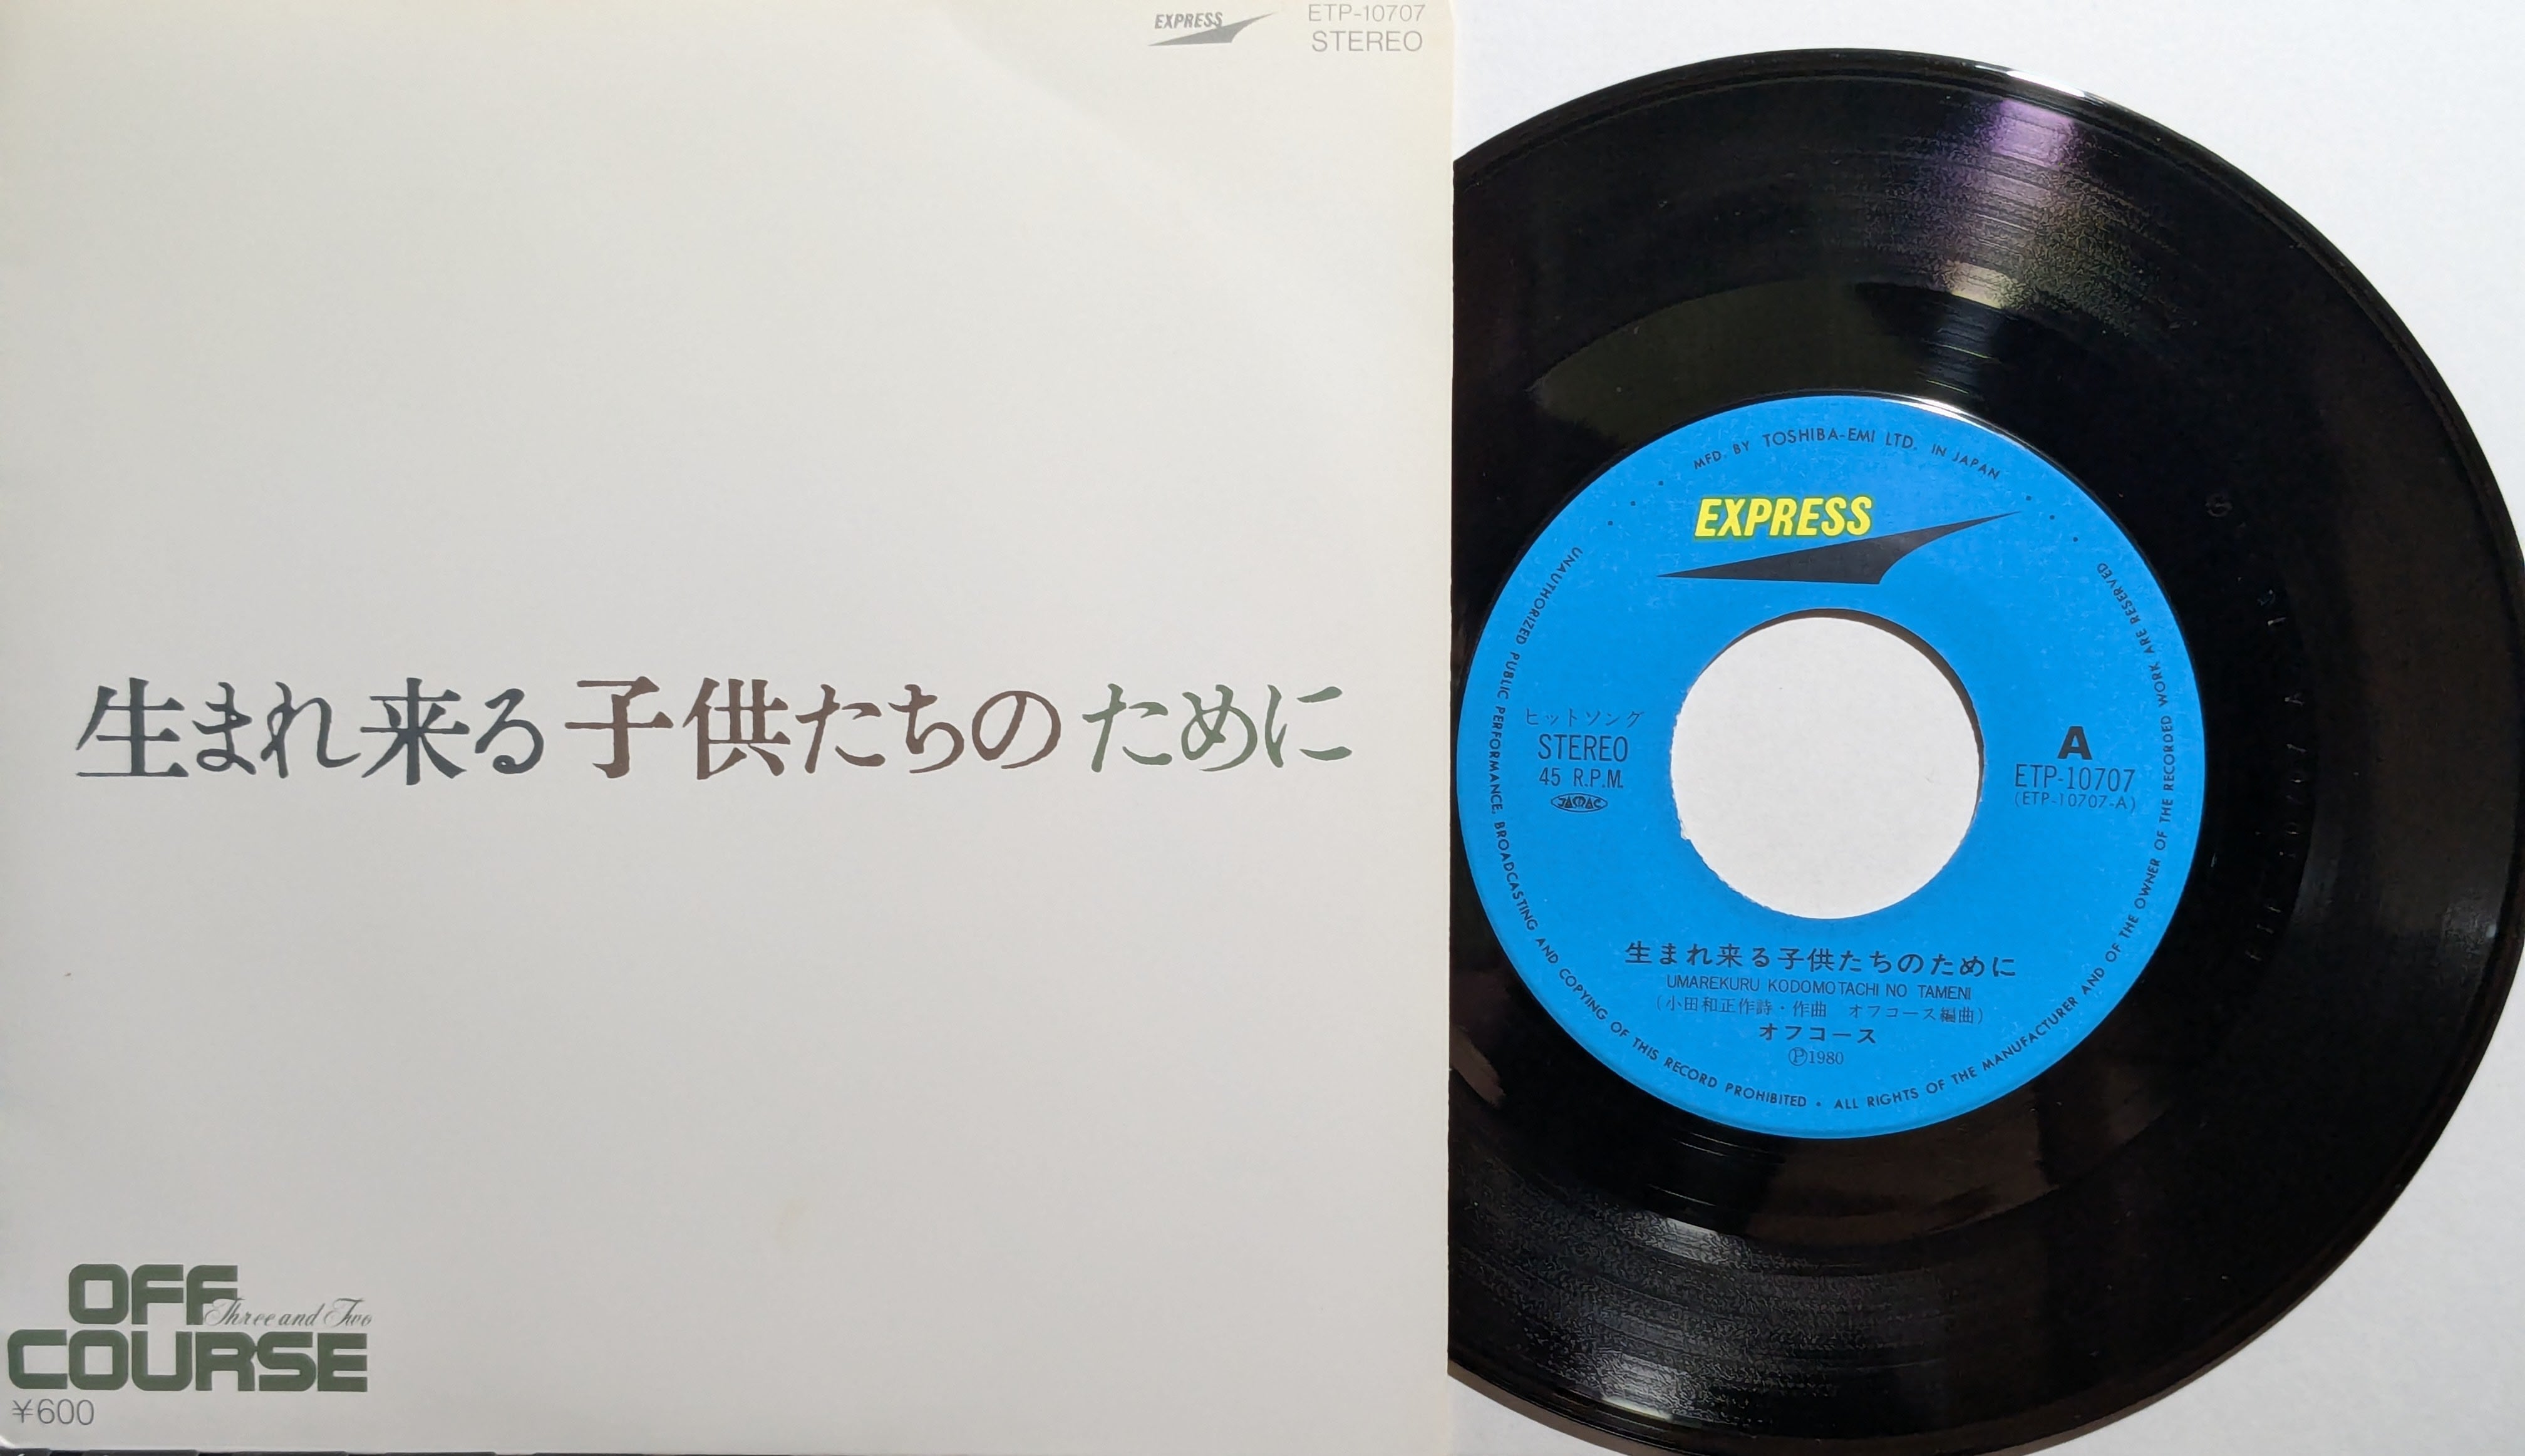 EXPRESS
ETP-10707
STEREO
生まれ来る子供たちのために
OFF
Three and Two
COURSE
¥600
MFD. BY TOSHIBA-EMI LTD. IN JAPAN
EXPRESS
UNAUTHORIZED PUBLIC PERFORMANCE, BROADCASTING AND COPYING OF THIS RECORD PROHIBITED • ALL RIGHTS OF THE MANUFACTURER AND OF THE OWNER OF THE RECORDED WORK ARE RESERVED
ヒットソング
STEREO
45 R.P.M.
JASRAC
A
ETP-10707
(ETP-10707-A)
生まれ来る子供たちのために
UMAREKURU KODOMOTACHI NO TAMENI
(小田和正作詩・作曲 オフコース編曲)
オフコース
Ⓟ1980